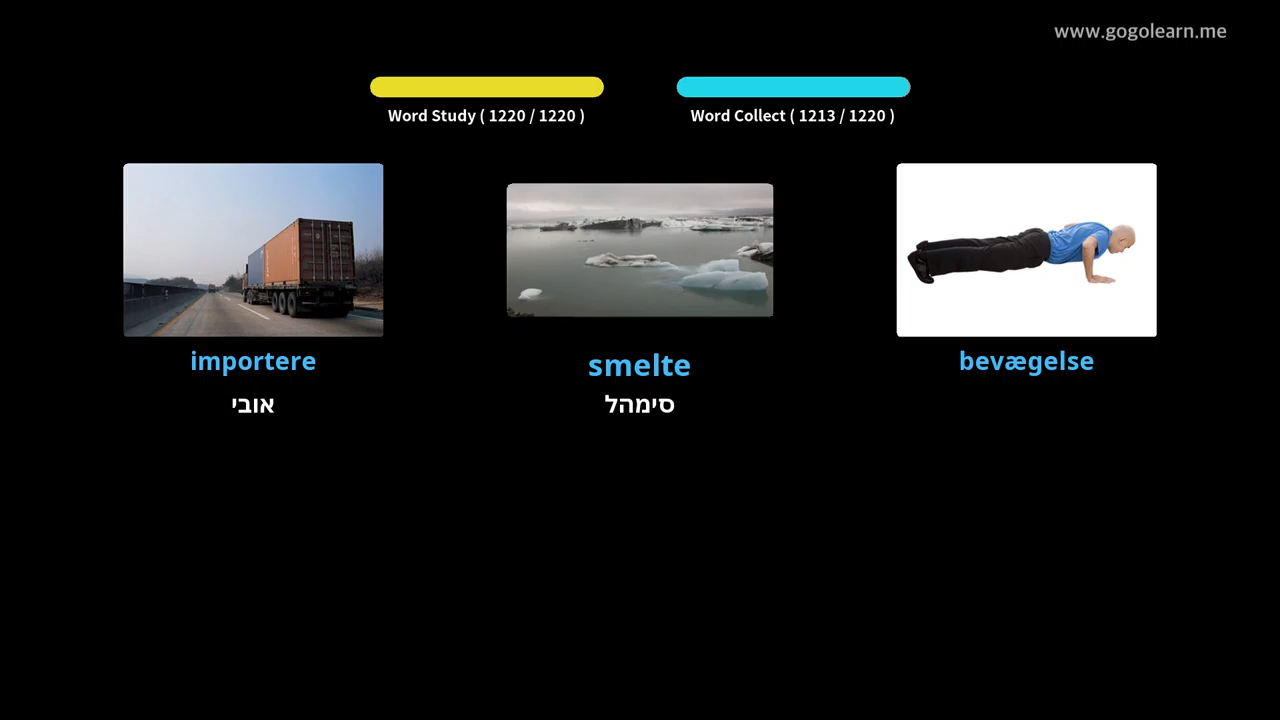 www.gogolearn.me
Word Study ( 1220 / 1220 )
Word Collect ( 1213 / 1220 )
importere
אובי
smelte
סימהל
bevægelse